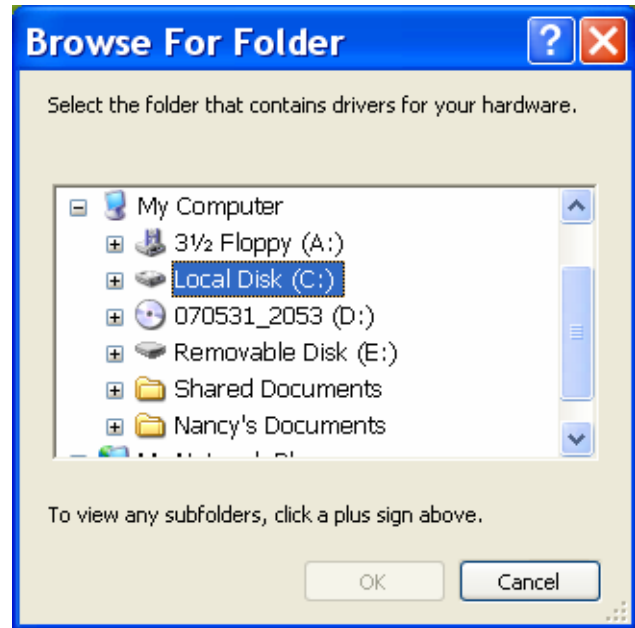 Browse For Folder
Select the folder that contains drivers for your hardware.
My Computer
3½ Floppy (A:)
Local Disk (C:)
070531_2053 (D:)
Removable Disk (E:)
Shared Documents
Nancy's Documents
To view any subfolders, click a plus sign above.
OK Cancel